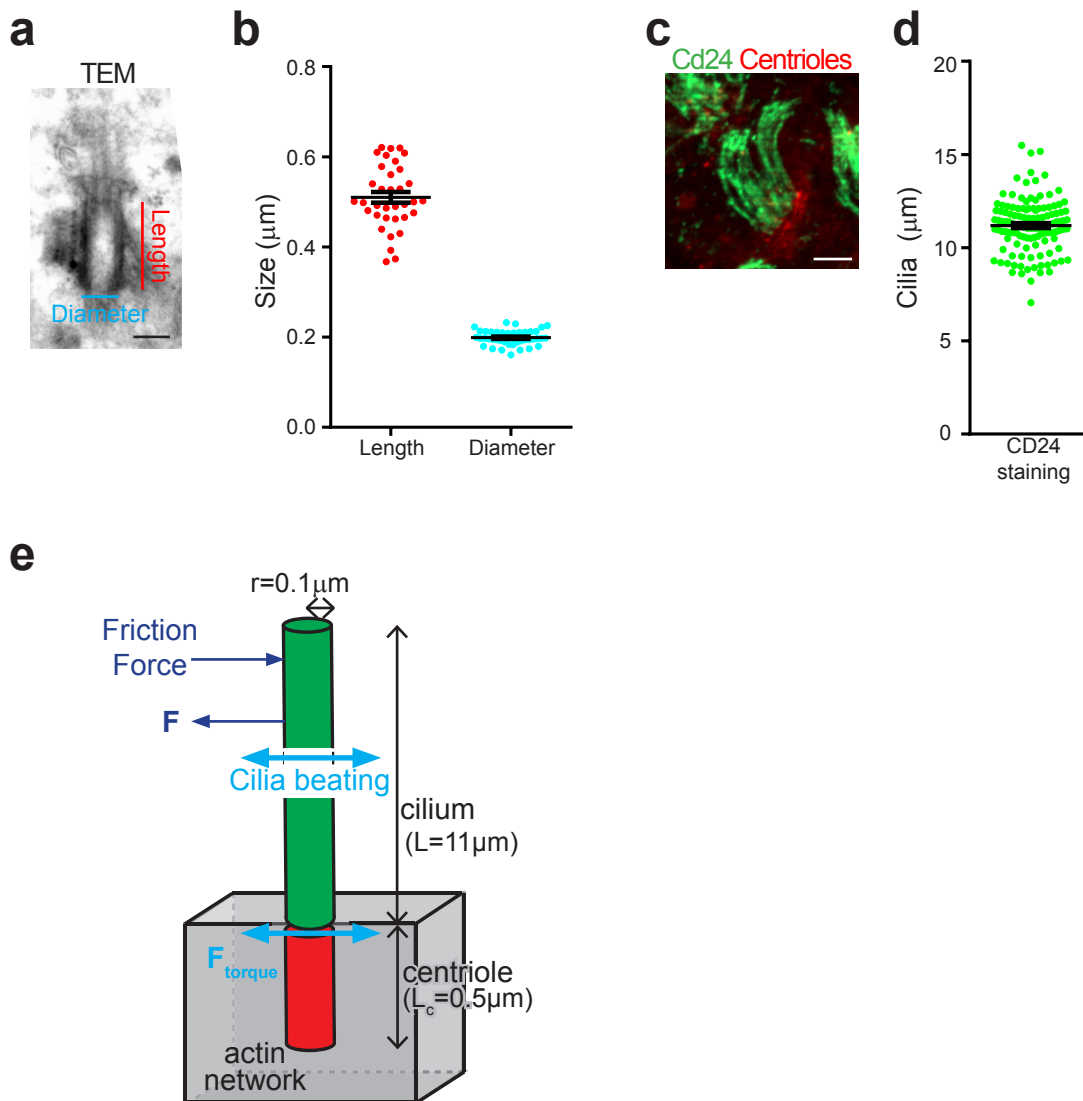 a
TEM
Length
Diameter
b
0.8
0.6
0.4
0.2
0.0
Size (μm)
Length
Diameter
c
Cd24 Centrioles
d
20
15
10
5
0
Cilia (μm)
CD24
staining
e
r=0.1μm
Friction
Force
F
Cilia beating
cilium
(L=11μm)
F torque
centriole
(Lc=0.5μm)
actin
network